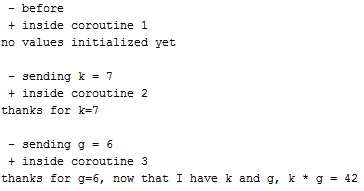 - before
+ inside coroutine 1
no values initialized yet
- sending k = 7
+ inside coroutine 2
thanks for k=7
- sending g = 6
+ inside coroutine 3
thanks for g=6, now that I have k and g, k * g = 42